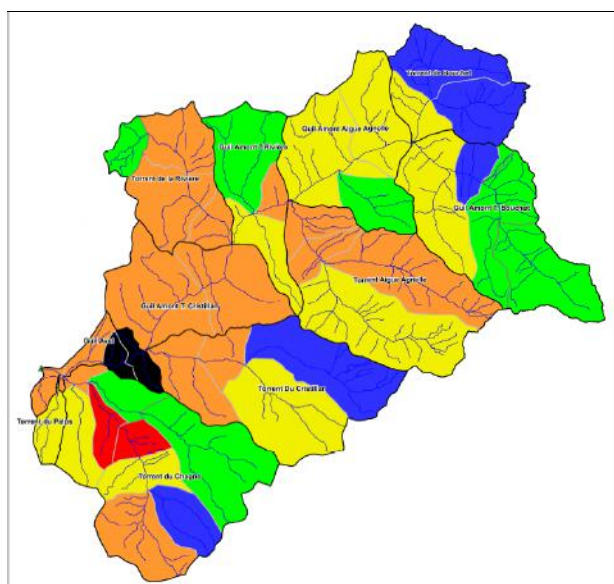 Torrent de Bouchet
Guil Amont Aigue Agnelle
Guil Amont T. Rivière
Torrent de la Rivière
Guil Amont T. Bouchet
Torrent Aigue Agnelle
Guil Amont T. Cristillan
Guil Aval
Torrent Du Cristillan
Torrent du Palps
Torrent du Chagne